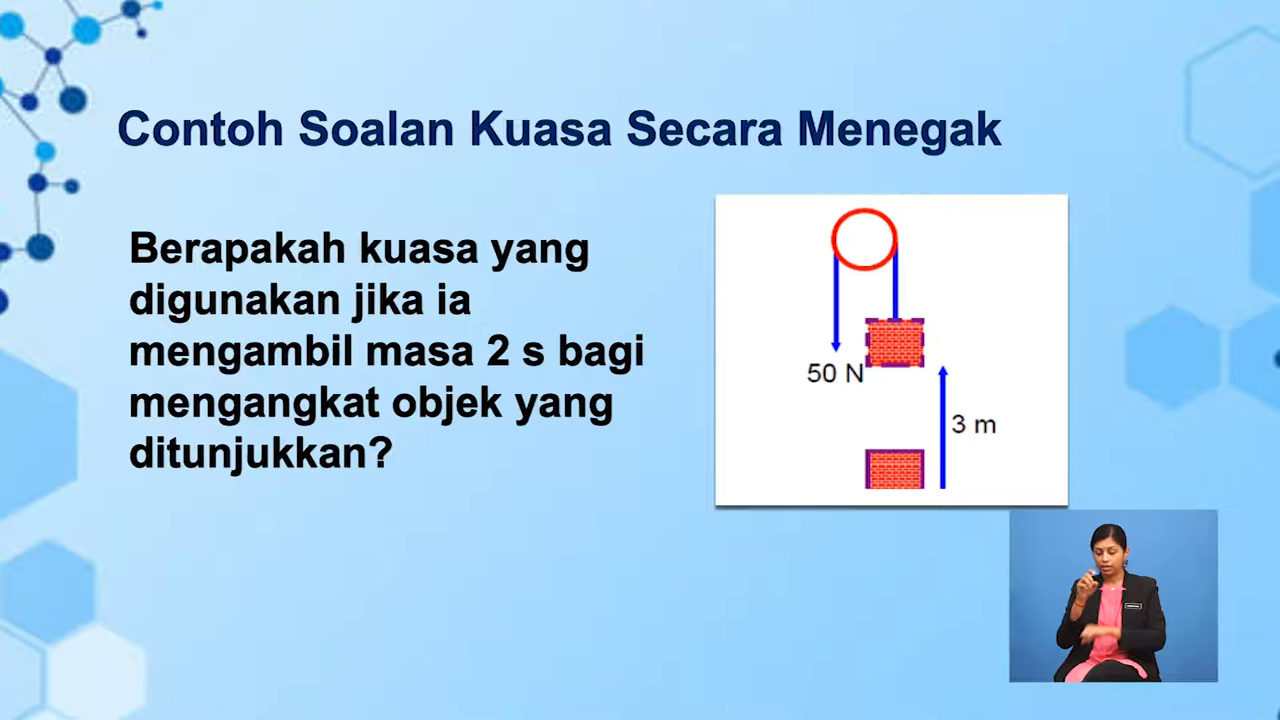 Contoh Soalan Kuasa Secara Menegak
Berapakah kuasa yang
digunakan jika ia
mengambil masa 2 s bagi
mengangkat objek yang
ditunjukkan?
50 N
3 m